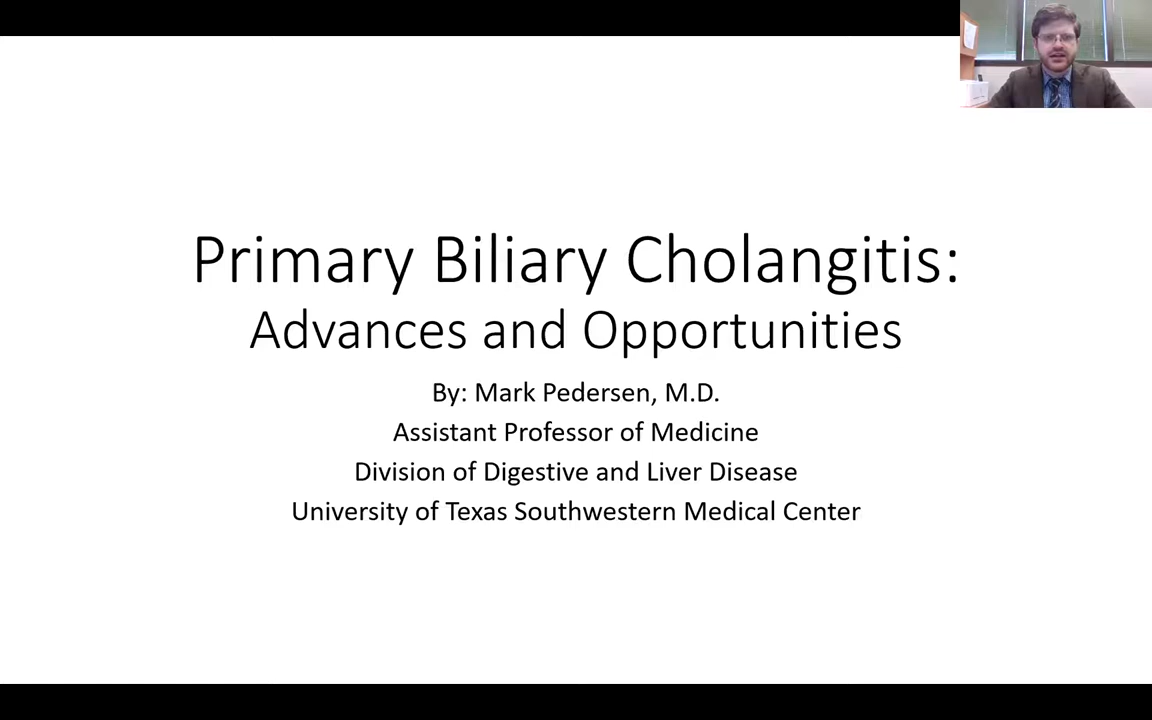 Primary Biliary Cholangitis:
Advances and Opportunities
By: Mark Pedersen, M.D.
Assistant Professor of Medicine
Division of Digestive and Liver Disease
University of Texas Southwestern Medical Center